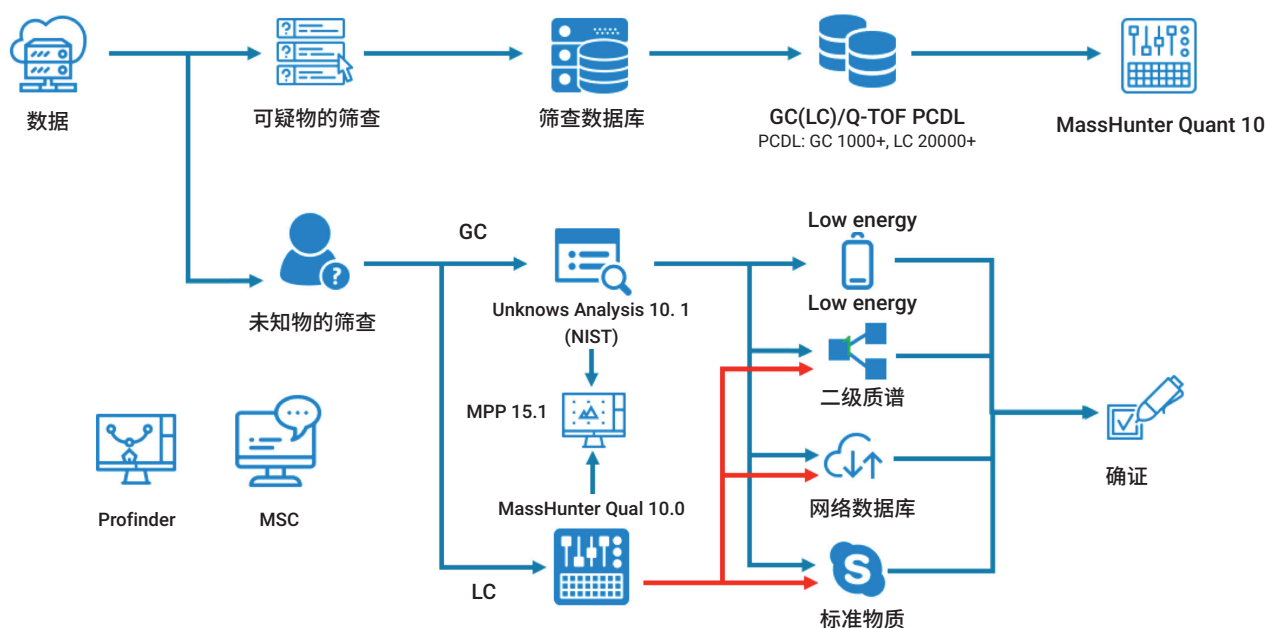 数据
可疑物的筛查
筛查数据库
GC(LC)/Q-TOF PCDL
PCDL: GC 1000+, LC 20000+
MassHunter Quant 10
未知物的筛查
GC
Unknows Analysis 10. 1
(NIST)
Low energy
Low energy
二级质谱
MPP 15.1
网络数据库
确证
Profinder
MSC
MassHunter Qual 10.0
LC
S
标准物质